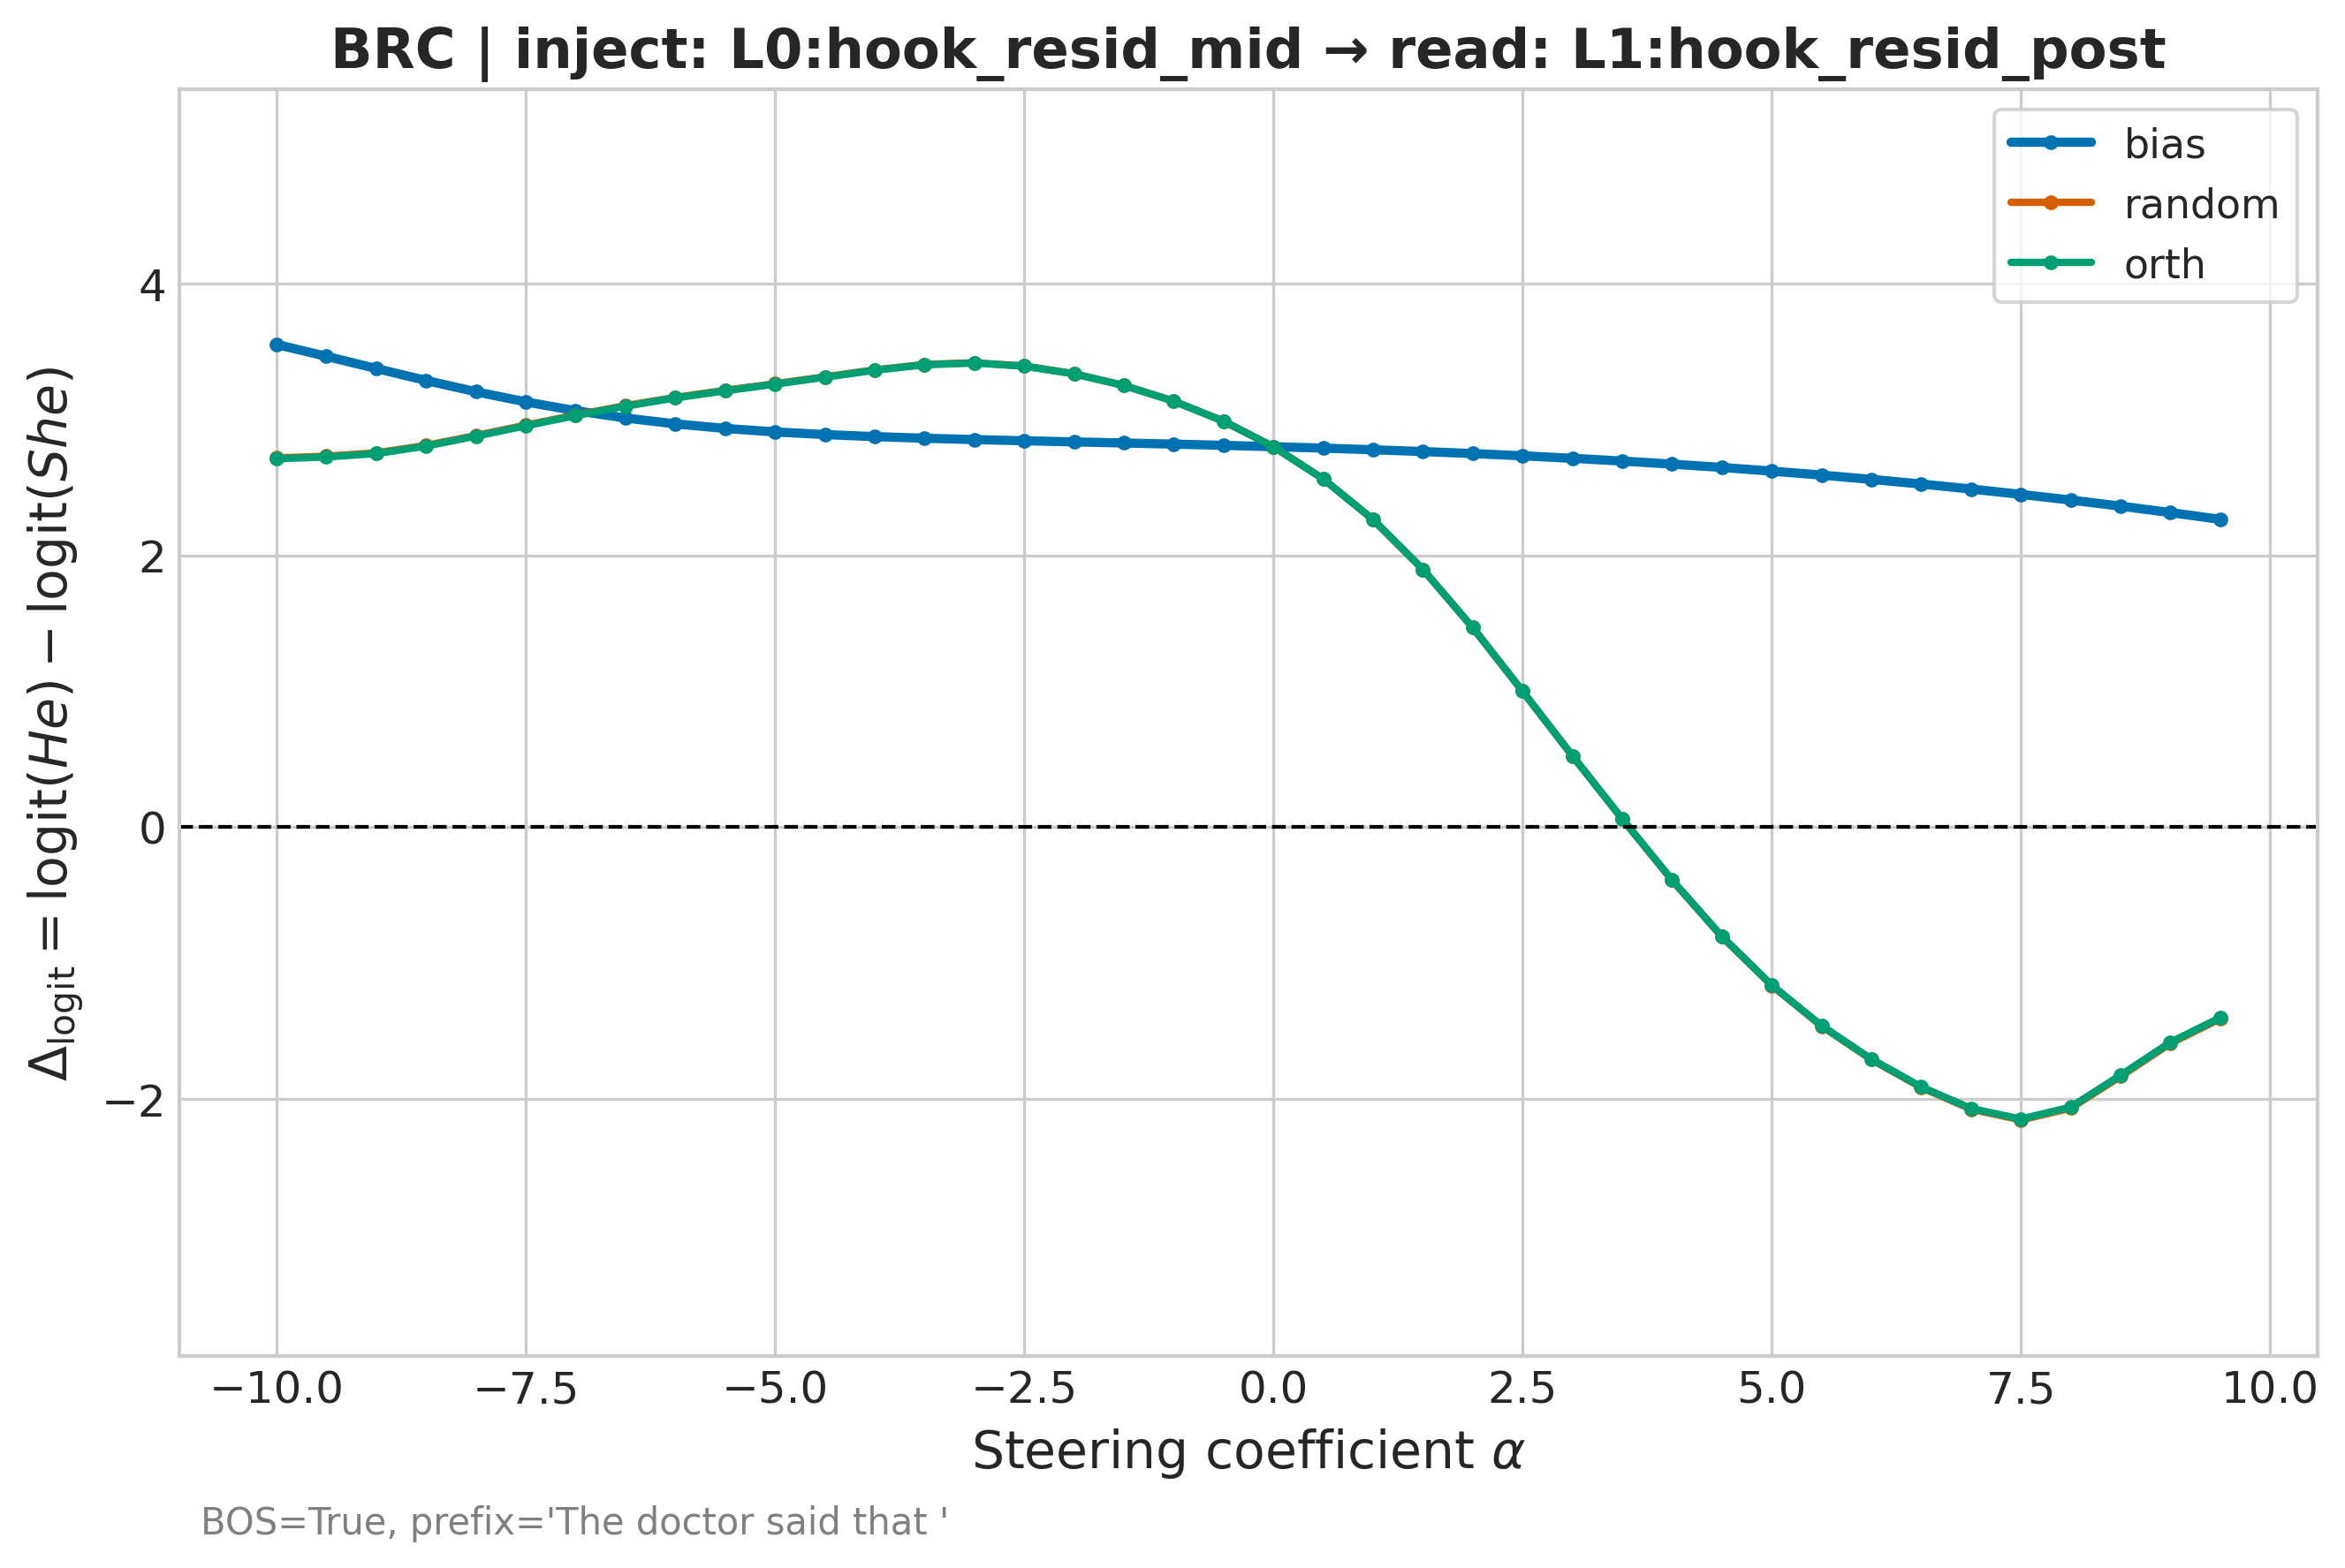 BRC | inject: L0:hook_resid_mid → read: L1:hook_resid_post
bias
random
orth
Δlogit = logit(He) − logit(She)
4
2
0
−2
−10.0
−7.5
−5.0
−2.5
0.0
2.5
5.0
7.5
10.0
Steering coefficient α
BOS=True, prefix='The doctor said that '